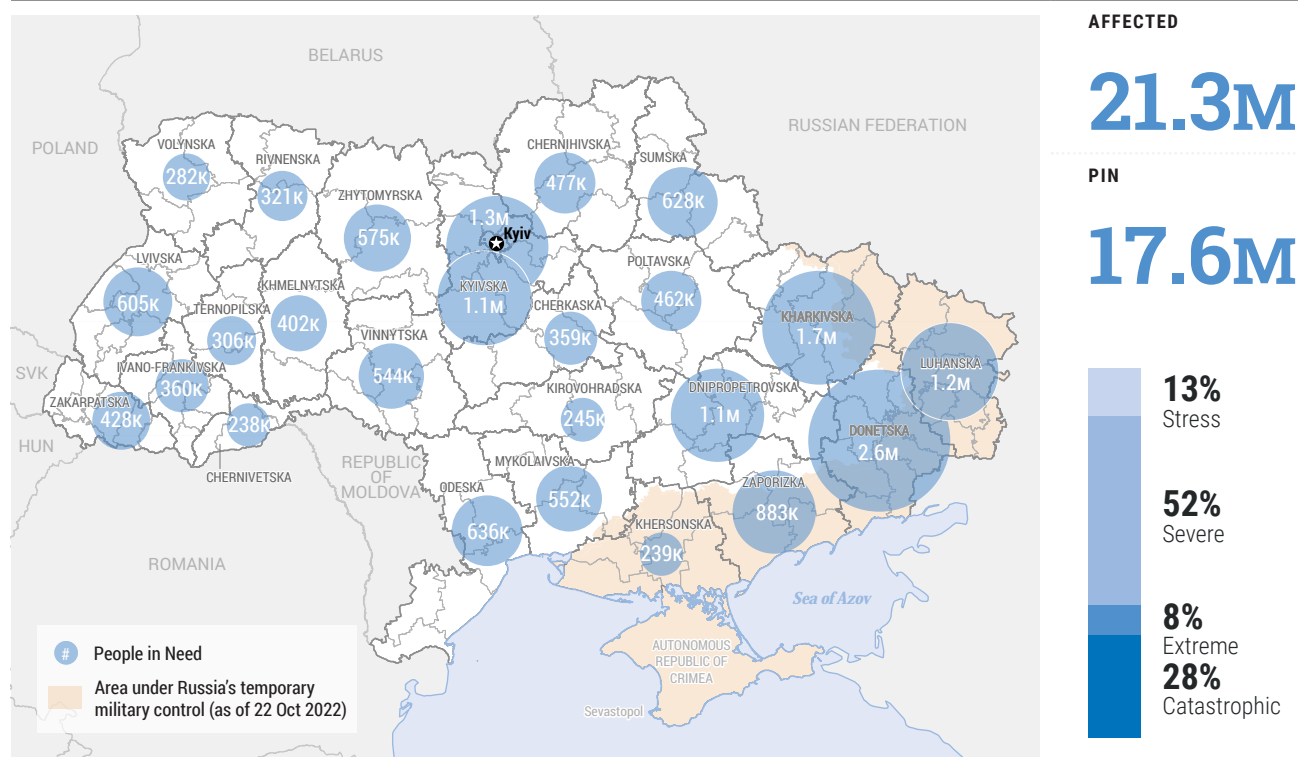 BELARUS
POLAND
RUSSIAN FEDERATION
VOLYNSKA
282K
RIVNENSKA
321K
ZHYTOMYRSKA
575K
CHERNIHIVSKA
477K
SUMSKA
628K
1.3M
Kyiv
KYIVSKA
1.1M
LVIVSKA
605K
TERNOPILSKA
306K
KHMELNYTSKA
402K
VINNYTSKA
544K
CHERKASKA
359K
POLTAVSKA
462K
KHARKIVSKA
1.7M
LUHANSKA
1.2M
SVK
IVANO-FRANKIVSKA
360K
ZAKARPATSKA
428K
HUN
238K
CHERNIVETSKA
KIROVOHRADSKA
245K
DNIPROPETROVSKA
1.1M
DONETSKA
2.6M
REPUBLIC
OF
MOLDOVA
MYKOLAIVSKA
552K
ODESKA
636K
ZAPORIZKA
883K
KHERSONSKA
239K
ROMANIA
Sea of Azov
AUTONOMOUS
REPUBLIC OF
CRIMEA
Sevastopol
# People in Need
Area under Russia's temporary
military control (as of 22 Oct 2022)
AFFECTED
21.3M
PIN
17.6M
13%
Stress
52%
Severe
8%
Extreme
28%
Catastrophic